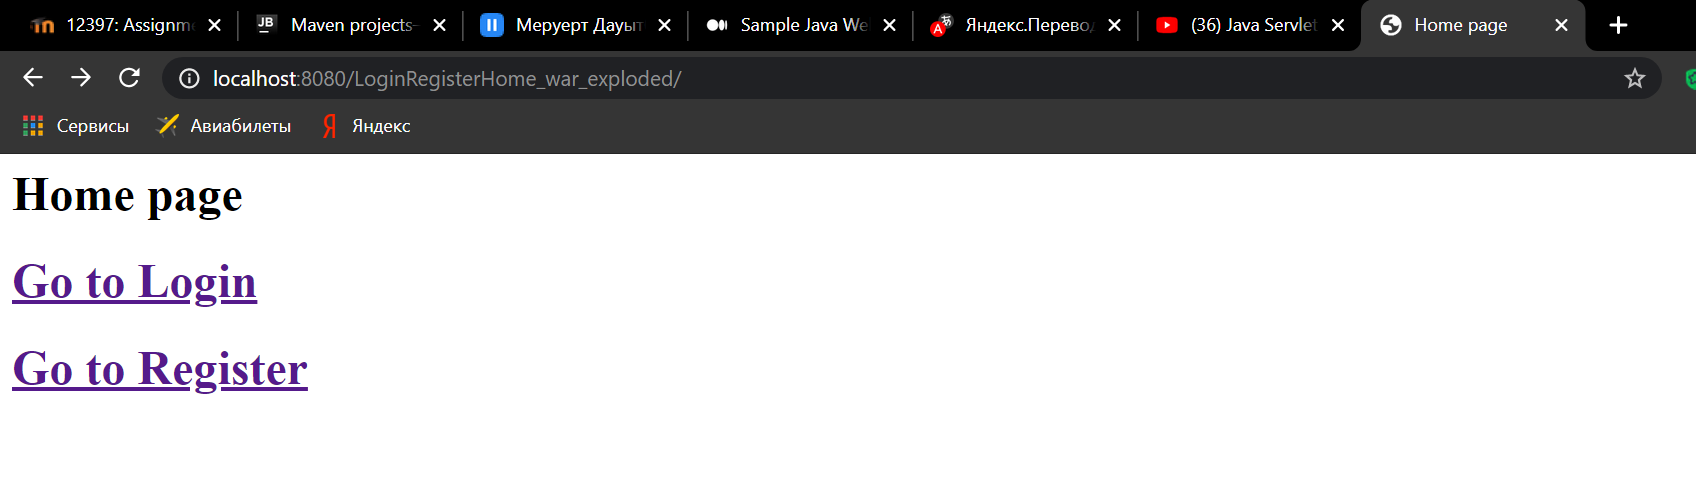 12397: Assignm
Maven projects-
Меруерт Дауыт
Sample Java We
Яндекс.Перевод
(36) Java Servlet
Home page
localhost:8080/LoginRegisterHome_war_exploded/
Сервисы
Авиабилеты
Яндекс
Home page
Go to Login
Go to Register